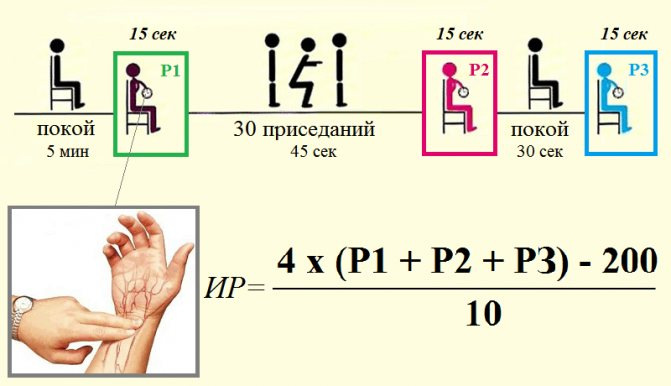 15 сек 15 сек 15 сек
P1 P2 P3
покой 30 приседаний покой
5 мин 45 сек 30 сек
ИР= 4 x (P1 + P2 + P3) - 200
10